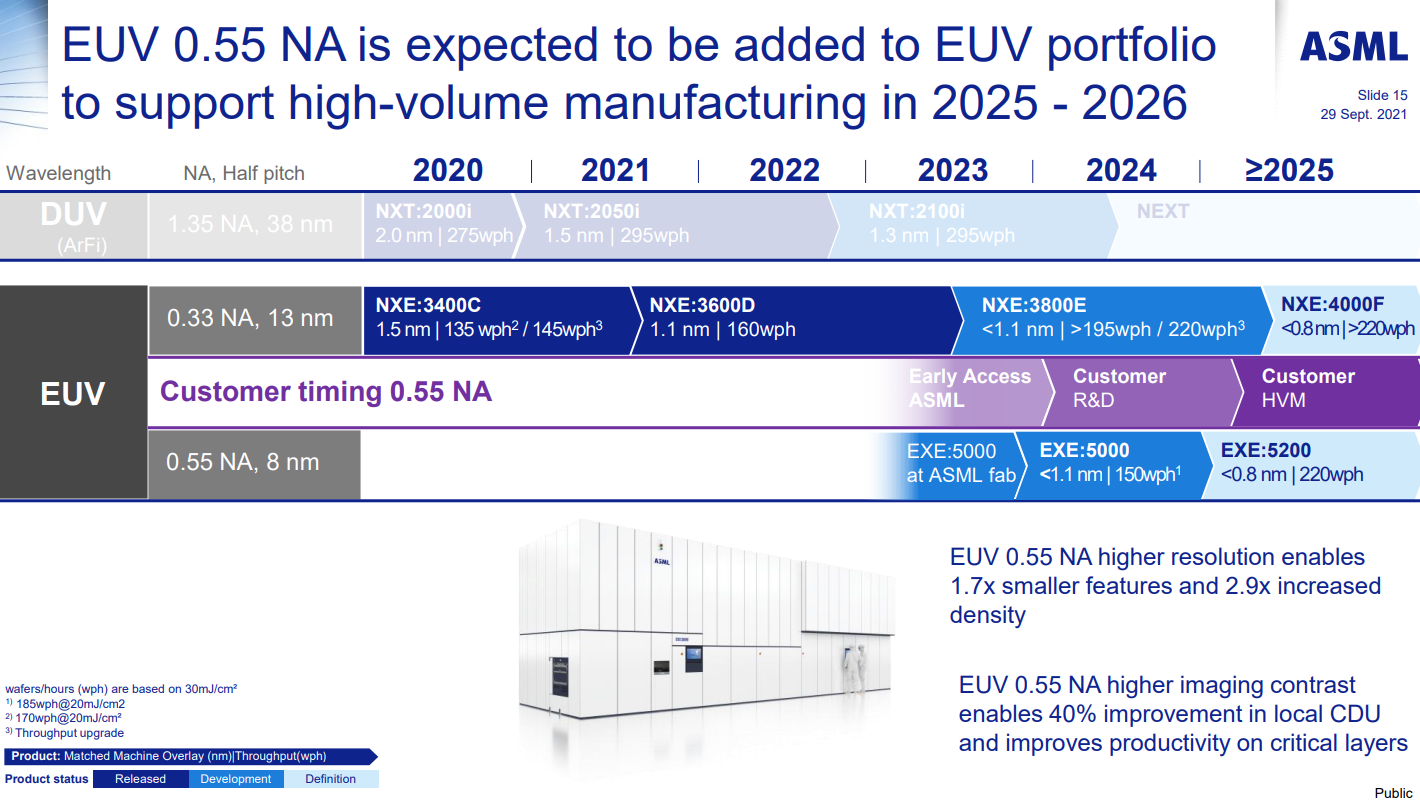 EUV 0.55 NA is expected to be added to EUV portfolio
to support high-volume manufacturing in 2025 - 2026
ASML
Slide 15
29 Sept. 2021
Wavelength
NA, Half pitch
2020
2021
2022
2023
2024
≥2025
DUV
(ArFi)
1.35 NA, 38 nm
NXT:2000i
2.0 nm | 275wph
NXT:2050i
1.5 nm | 295wph
NXT:2100i
1.3 nm | 295wph
NEXT
EUV
0.33 NA, 13 nm
NXE:3400C
1.5 nm | 135 wph² / 145wph³
NXE:3600D
1.1 nm | 160wph
NXE:3800E
<1.1 nm | >195wph / 220wph³
NXE:4000F
<0.8 nm | >220wph
Customer timing 0.55 NA
Early Access
ASML
Customer
R&D
Customer
HVM
0.55 NA, 8 nm
EXE:5000
at ASML fab
EXE:5000
<1.1 nm | 150wph¹
EXE:5200
<0.8 nm | 220wph
ASML
EUV 0.55 NA higher resolution enables
1.7x smaller features and 2.9x increased
density
EUV 0.55 NA higher imaging contrast
enables 40% improvement in local CDU
and improves productivity on critical layers
wafers/hours (wph) are based on 30mJ/cm²
1) 185wph@20mJ/cm2
2) 170wph@20mJ/cm²
3) Throughput upgrade
Product: Matched Machine Overlay (nm)|Throughput(wph)
Product status
Released
Development
Definition
Public